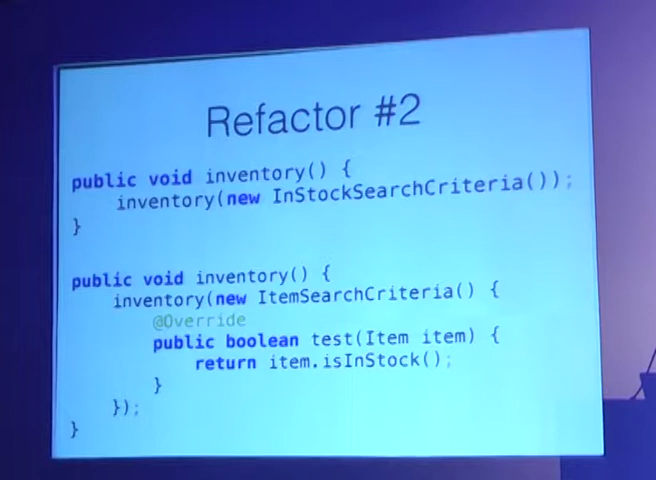 Refactor #2
public void inventory() {
    inventory(new InStockSearchCriteria());
}
public void inventory() {
    inventory(new ItemSearchCriteria() {
        @Override
        public boolean test(Item item) {
            return item.isInStock();
        }
    });
}